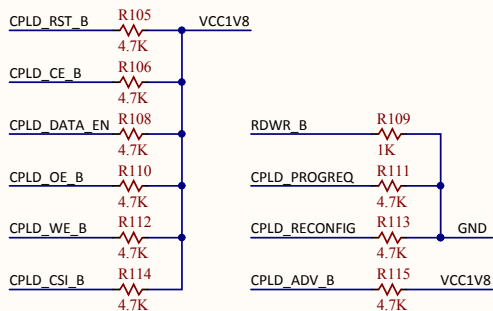 CPLD_RST_B R105 VCC1V8
4.7K
CPLD_CE_B R106
4.7K
CPLD_DATA_EN R108 RDWR_B R109
4.7K 1K
CPLD_OE_B R110 CPLD_PROGREQ R111
4.7K 4.7K
CPLD_WE_B R112 CPLD_RECONFIG R113 GND
4.7K 4.7K
CPLD_CSI_B R114 CPLD_ADV_B R115 VCC1V8
4.7K 4.7K